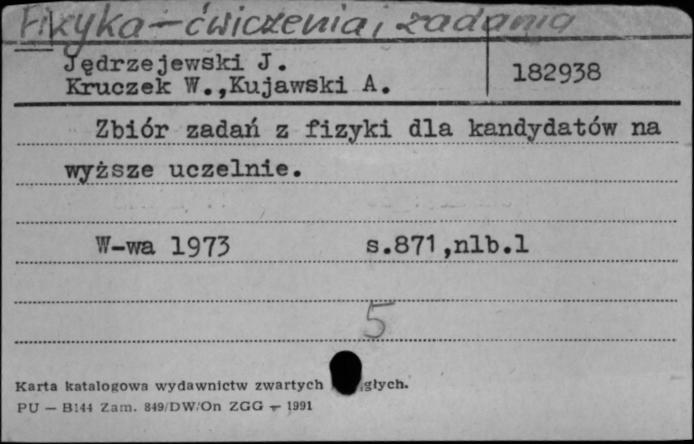 Fizyka – ćwiczenia i zadania
Jędrzejewski J.
Kruczek W.,Kujawski A.
182938
Zbiór zadań z fizyki dla kandydatów na
wyższe uczelnie.
W-wa 1973 s.871,nlb.1
5
Karta katalogowa wydawnictw zwartych głych.
PU — B144 Zam. 849/DW/On ZGG — 1991